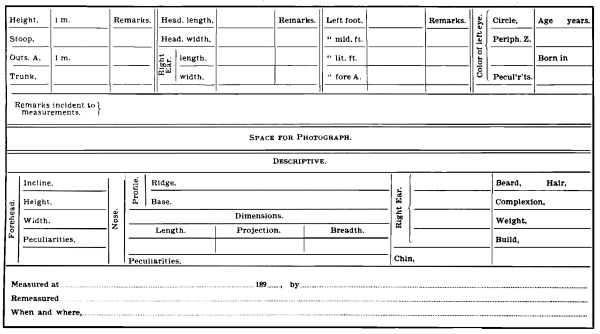 Height, 1 m. Remarks. Head, length, Remarks. Left foot, Remarks. Color of left eye. Circle, Age years,
Stoop, Head, width, " mid. ft. Periph. Z.
Outs. A, 1 m. Right Ear. length. " lit. ft. Born in
Trunk, width. " fore A. Pecul'r'ts.
Remarks incident to
measurements.
SPACE FOR PHOTOGRAPH.
DESCRIPTIVE.
Forehead. Incline, Nose. Profile. Ridge, Right Ear. Beard, Hair,
Height, Base. Complexion,
Width. Dimensions. Weight,
Peculiarities, Length. Projection. Breadth. Build,
Peculiarities. Chin,
Measured at 189 , by
Remeasured
When and where,